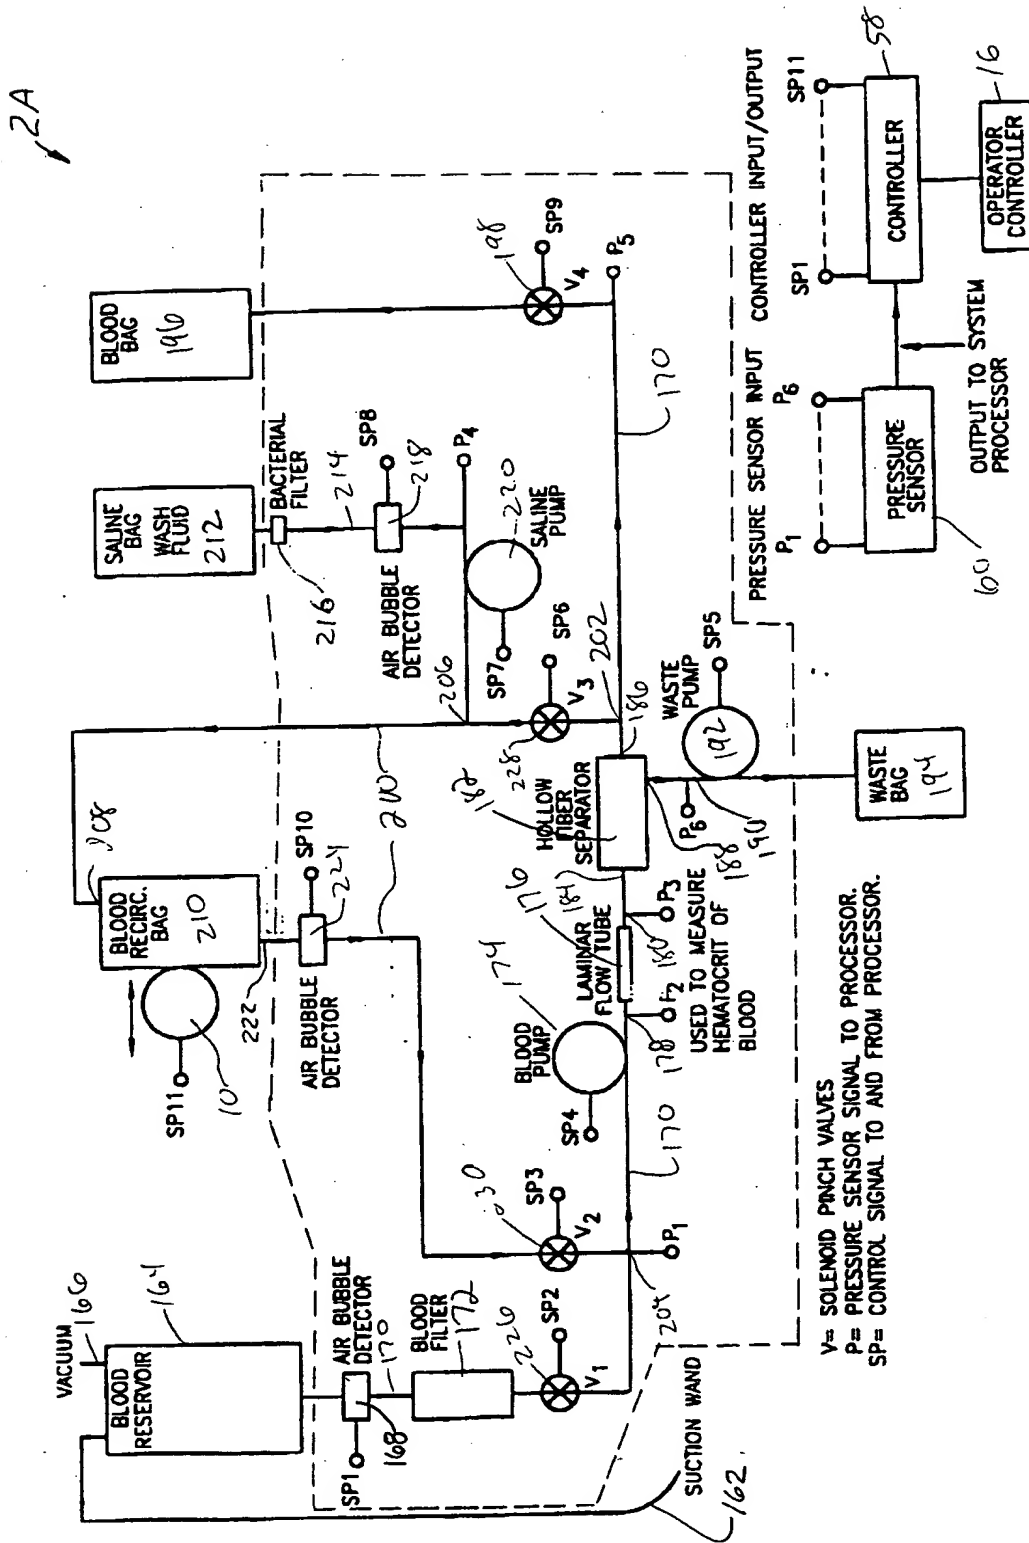 2A
VACUUM 166
164
BLOOD
RESERVOIR
SP1
168
AIR BUBBLE
DETECTOR
170
BLOOD
FILTER
172
226
SP2
V1
SUCTION WAND
162
SP11
10
208
BLOOD
RECIRC.
BAG
210
222
224
SP10
AIR BUBBLE
DETECTOR
200
SP3
V2
204
P1
SP4
BLOOD
PUMP
174
170
178
P2
LAMINAR
FLOW/TUBE
176
180
P3
USED TO MEASURE
HEMATOCRIT OF
BLOOD
184
182
HOLLOW
FIBER
SEPARATOR
186
188
190
P6
WASTE
PUMP
192
SP5
WASTE
BAG
194
SALINE
BAG
WASH
FLUID
212
BACTERIAL
FILTER
216
214
SP8
218
AIR BUBBLE
DETECTOR
P4
220
SALINE
PUMP
SP7
206
SP6
V3
228
202
BLOOD
BAG
196
198
SP9
V4
P5
170
PRESSURE SENSOR INPUT
P1
P6
PRESSURE
SENSOR
60
OUTPUT TO SYSTEM
PROCESSOR
CONTROLLER INPUT/OUTPUT
SP1
SP11
CONTROLLER
58
OPERATOR
CONTROLLER
16
V= SOLENOID PINCH VALVES
P= PRESSURE SENSOR SIGNAL TO PROCESSOR.
SP= CONTROL SIGNAL TO AND FROM PROCESSOR.